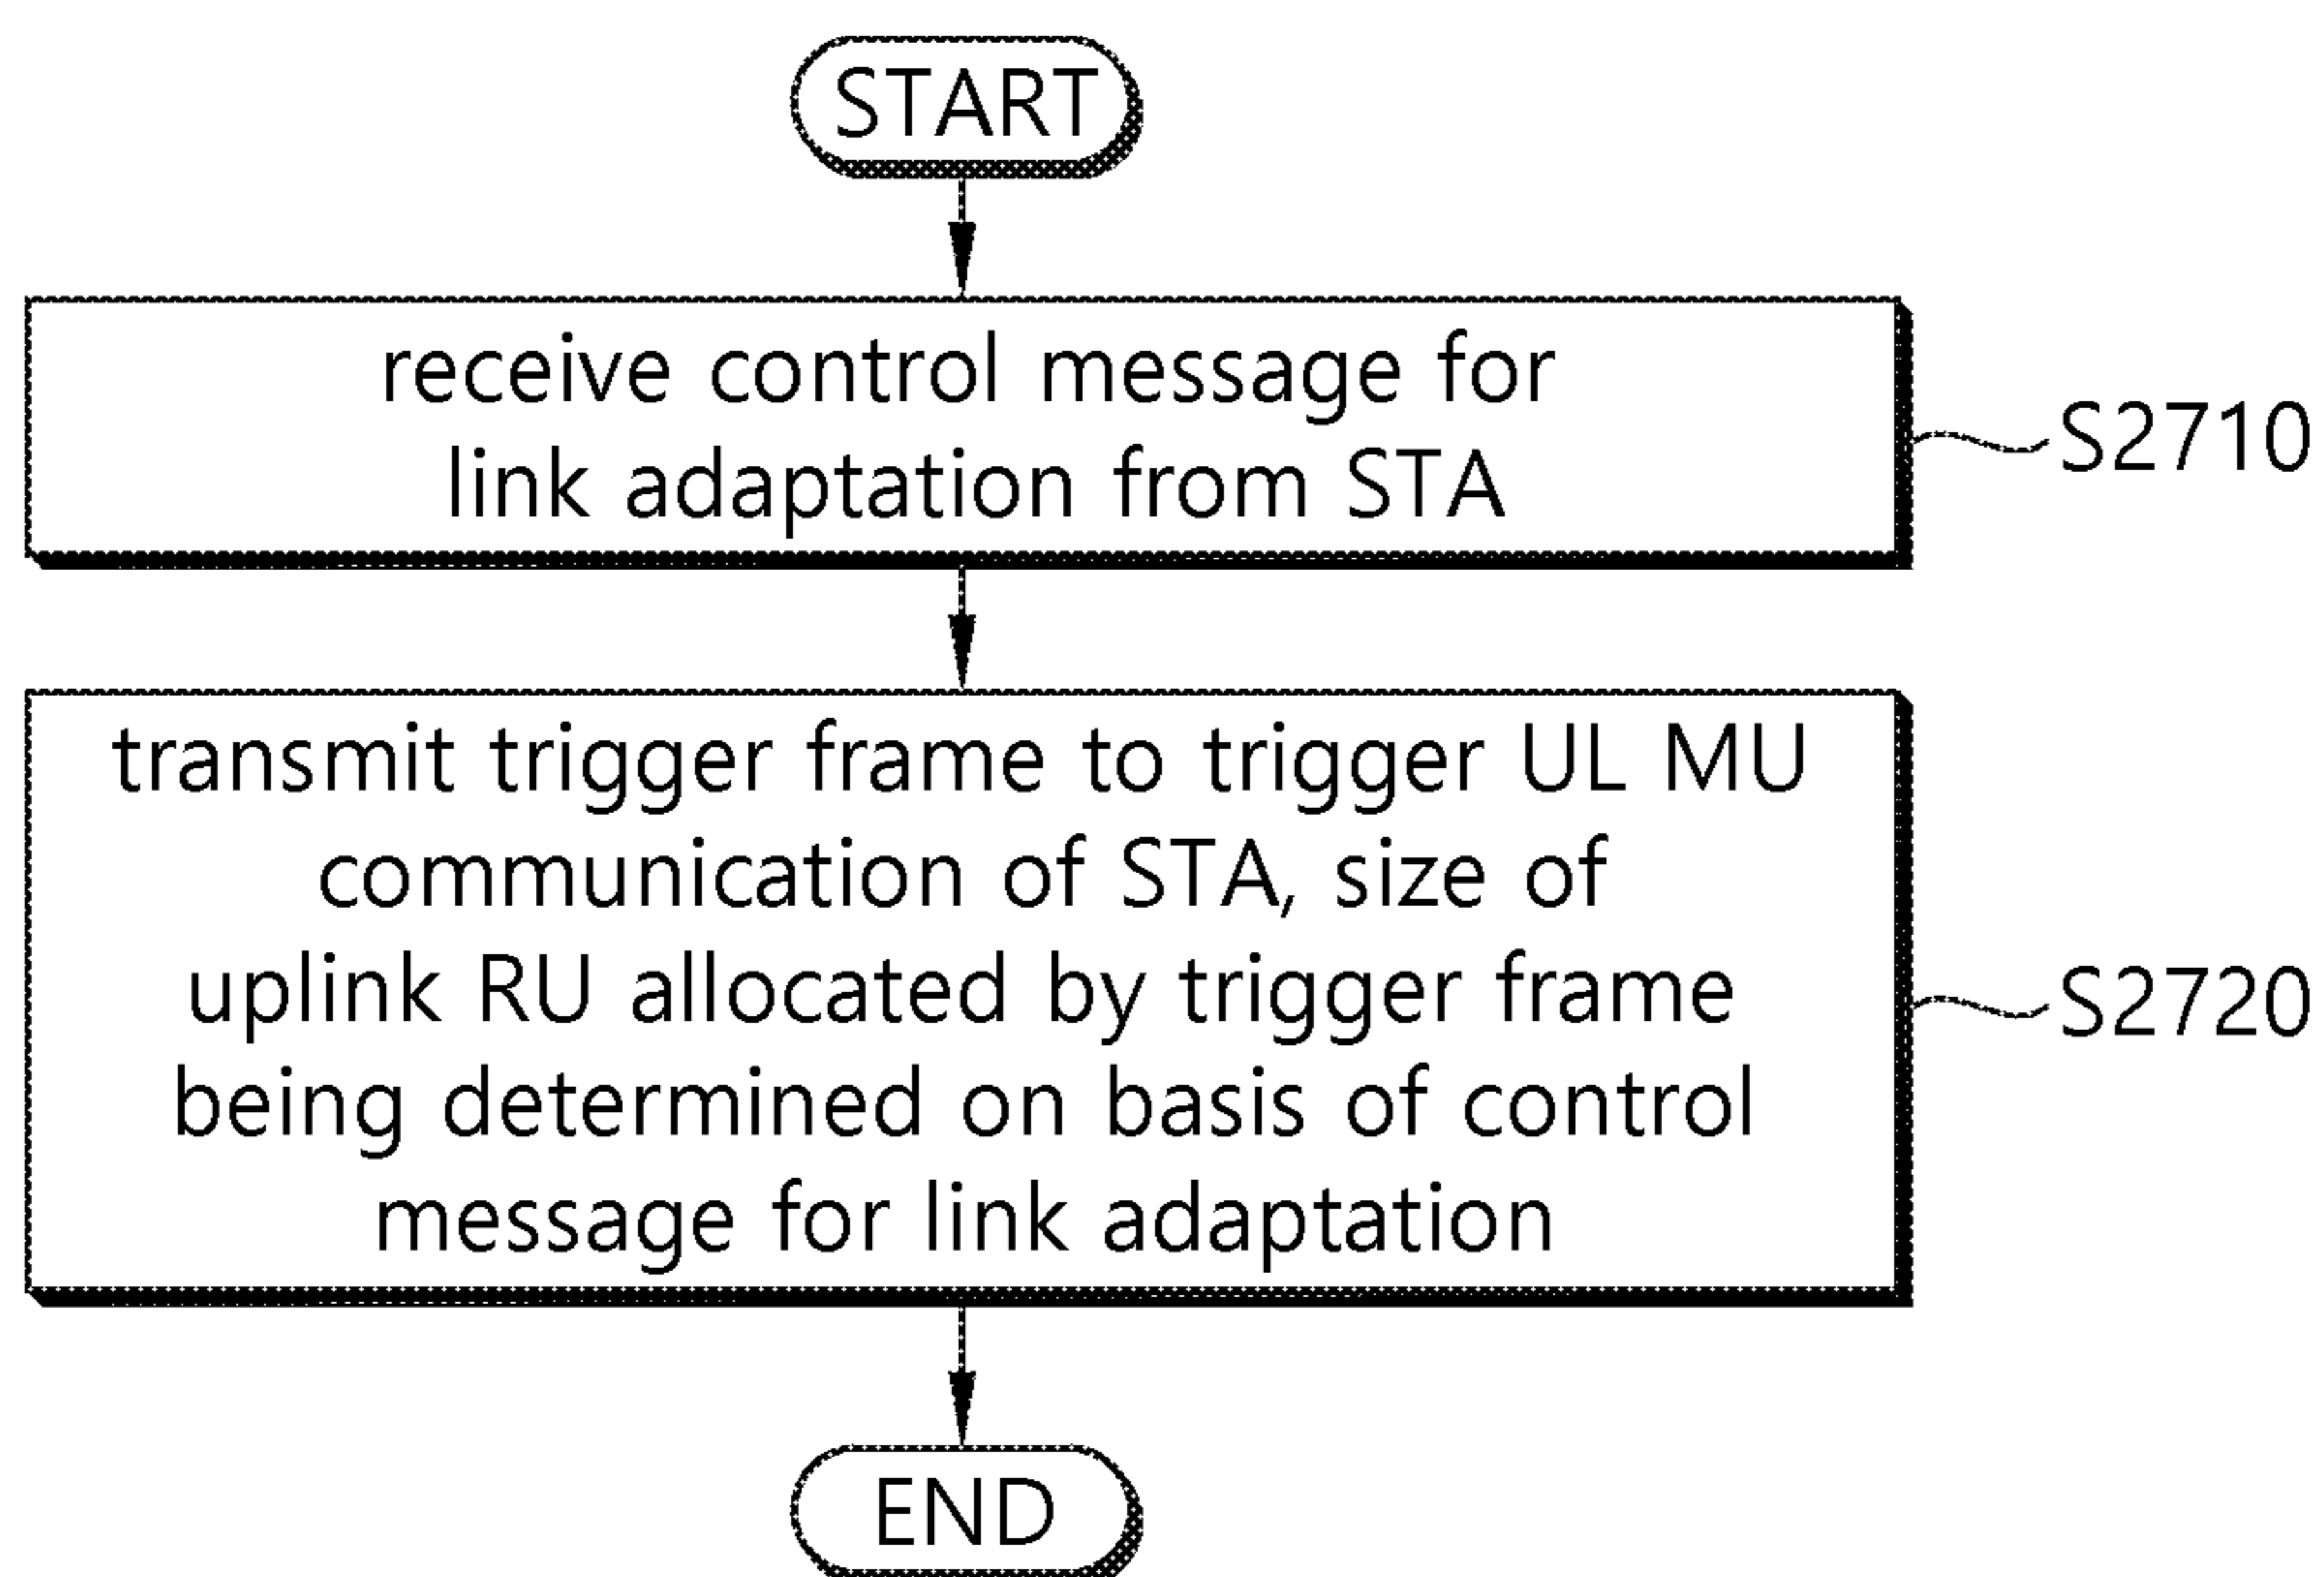 START
receive control message for
link adaptation from STA
S2710
transmit trigger frame to trigger UL MU
communication of STA, size of
uplink RU allocated by trigger frame
being determined on basis of control
message for link adaptation
S2720
END